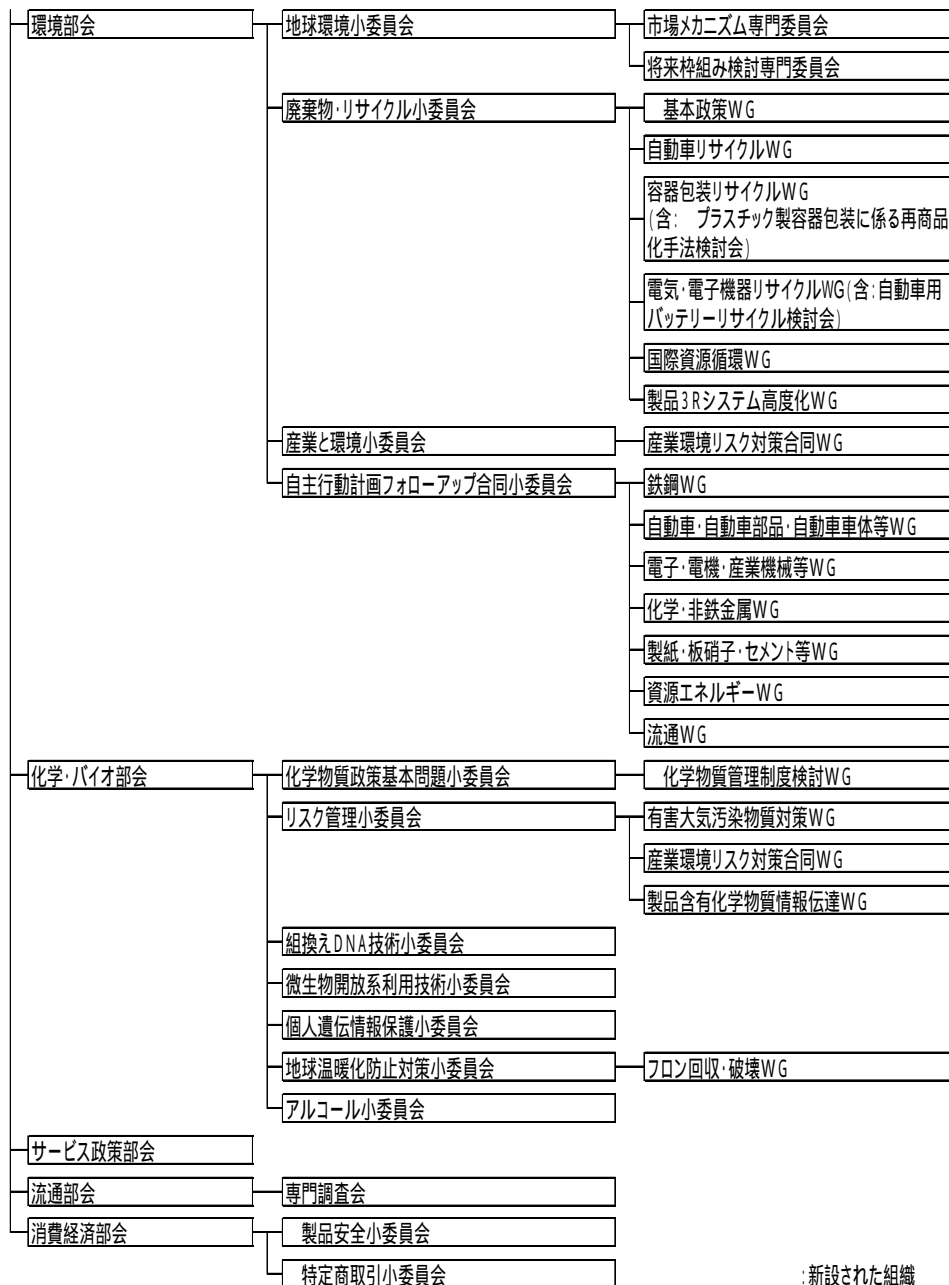 環境部会
地球環境小委員会
市場メカニズム専門委員会
将来枠組み検討専門委員会
廃棄物・リサイクル小委員会
基本政策WG
自動車リサイクルWG
容器包装リサイクルWG
(含:　プラスチック製容器包装に係る再商品
化手法検討会)
電気・電子機器リサイクルWG(含:自動車用
バッテリーリサイクル検討会)
国際資源循環WG
製品3Rシステム高度化WG
産業と環境小委員会
産業環境リスク対策合同WG
自主行動計画フォローアップ合同小委員会
鉄鋼WG
自動車・自動車部品・自動車車体等WG
電子・電機・産業機械等WG
化学・非鉄金属WG
製紙・板硝子・セメント等WG
資源エネルギーWG
流通WG
化学・バイオ部会
化学物質政策基本問題小委員会
化学物質管理制度検討WG
リスク管理小委員会
有害大気汚染物質対策WG
産業環境リスク対策合同WG
製品含有化学物質情報伝達WG
組換えDNA技術小委員会
微生物開放系利用技術小委員会
個人遺伝情報保護小委員会
地球温暖化防止対策小委員会
フロン回収・破壊WG
アルコール小委員会
サービス政策部会
流通部会
専門調査会
消費経済部会
製品安全小委員会
特定商取引小委員会
:新設された組織